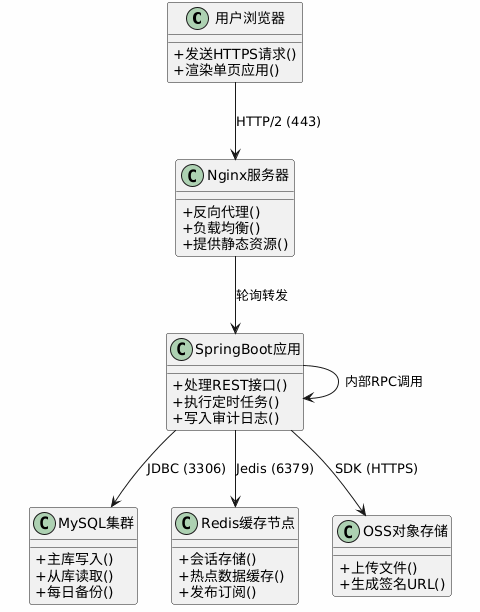 C 用户浏览器
+发送HTTPS请求()
+渲染单页应用()
HTTP/2 (443)
C Nginx服务器
+反向代理()
+负载均衡()
+提供静态资源()
轮询转发
C SpringBoot应用
+处理REST接口()
+执行定时任务()
+写入审计日志()
内部RPC调用
JDBC (3306)
Jedis (6379)
SDK (HTTPS)
C MySQL集群
+主库写入()
+从库读取()
+每日备份()
C Redis缓存节点
+会话存储()
+热点数据缓存()
+发布订阅()
C OSS对象存储
+上传文件()
+生成签名URL()